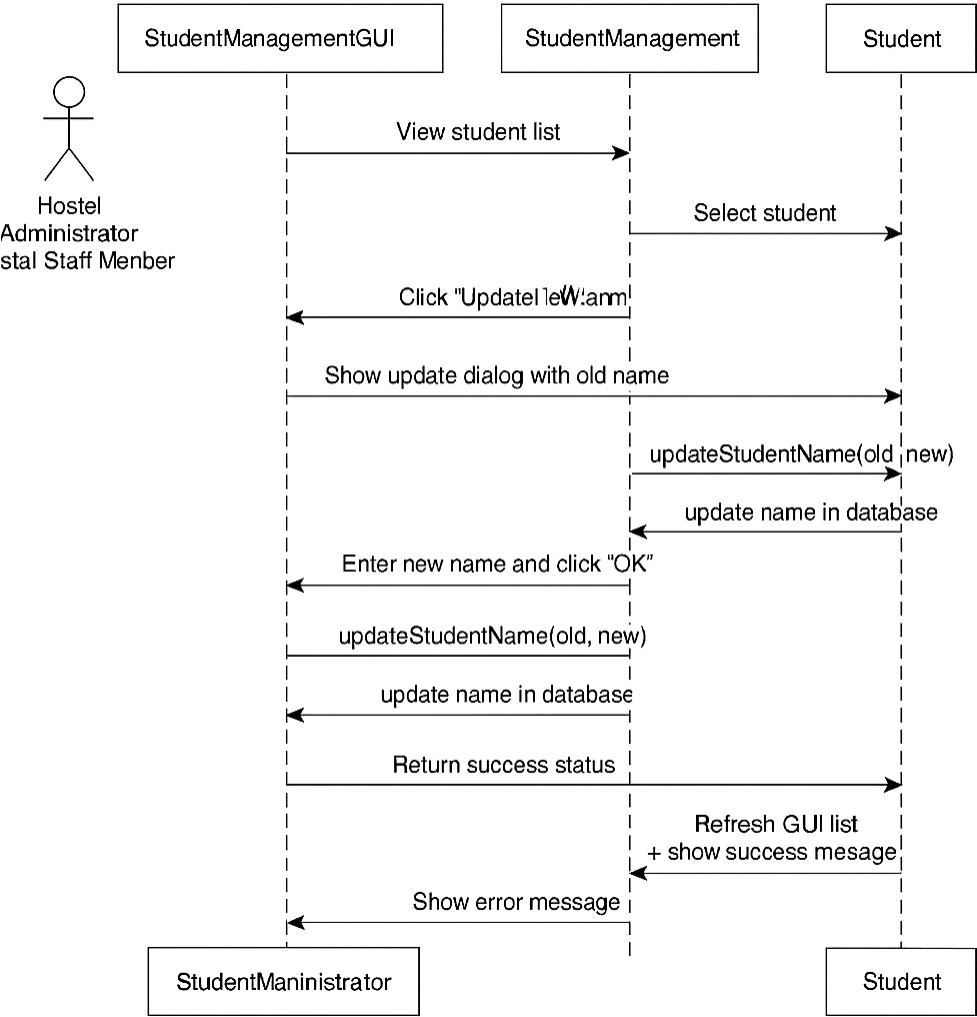 StudentManagementGUI
StudentManagement
Student
Hostel
Administrator
stal Staff Menber
View student list
Select student
Click "Update
Show update dialog with old name
updateStudentName(old, new)
update name in database
Enter new name and click "OK"
updateStudentName(old, new)
update name in database
Return success status
Refresh GUI list
+ show success mesage
Show error message
StudentManinistrator
Student